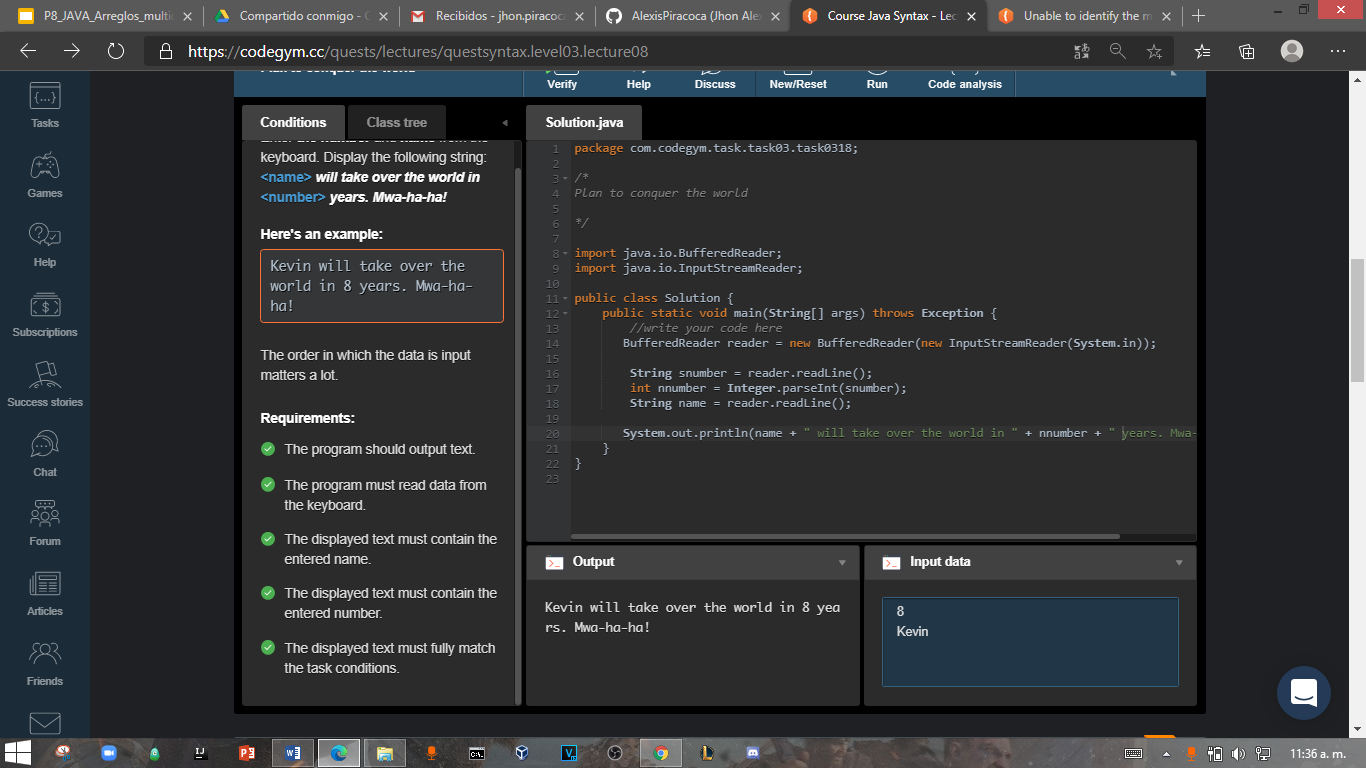 P8_JAVA_Arreglos_multi
Compartido conmigo - G
Recibidos - jhon.piracoca
AlexisPiracoca (Jhon Ale
Course Java Syntax - Lec
Unable to identify the m
https://codegym.cc/quests/lectures/questsyntax.level03.lecture08
Verify Help Discuss New/Reset Run Code analysis
Tasks
Games
Help
Subscriptions
Success stories
Chat
Forum
Articles
Friends
Conditions Class tree
keyboard. Display the following string:
<name> will take over the world in
<number> years. Mwa-ha-ha!
Here's an example:
Kevin will take over the
world in 8 years. Mwa-ha-
ha!
The order in which the data is input
matters a lot.
Requirements:
The program should output text.
The program must read data from
the keyboard.
The displayed text must contain the
entered name.
The displayed text must contain the
entered number.
The displayed text must fully match
the task conditions.
Solution.java
1 package com.codegym.task.task03.task0318;
2
3 /*
4 Plan to conquer the world
5
6 */
7
8 import java.io.BufferedReader;
9 import java.io.InputStreamReader;
10
11 public class Solution {
12 public static void main(String[] args) throws Exception {
13 //write your code here
14 BufferedReader reader = new BufferedReader(new InputStreamReader(System.in));
15
16 String snumber = reader.readLine();
17 int nnumber = Integer.parseInt(snumber);
18 String name = reader.readLine();
19
20 System.out.println(name + " will take over the world in " + nnumber + " years. Mwa-
21 }
22 }
23
Output
Kevin will take over the world in 8 yea
rs. Mwa-ha-ha!
Input data
8
Kevin
11:36 a. m.